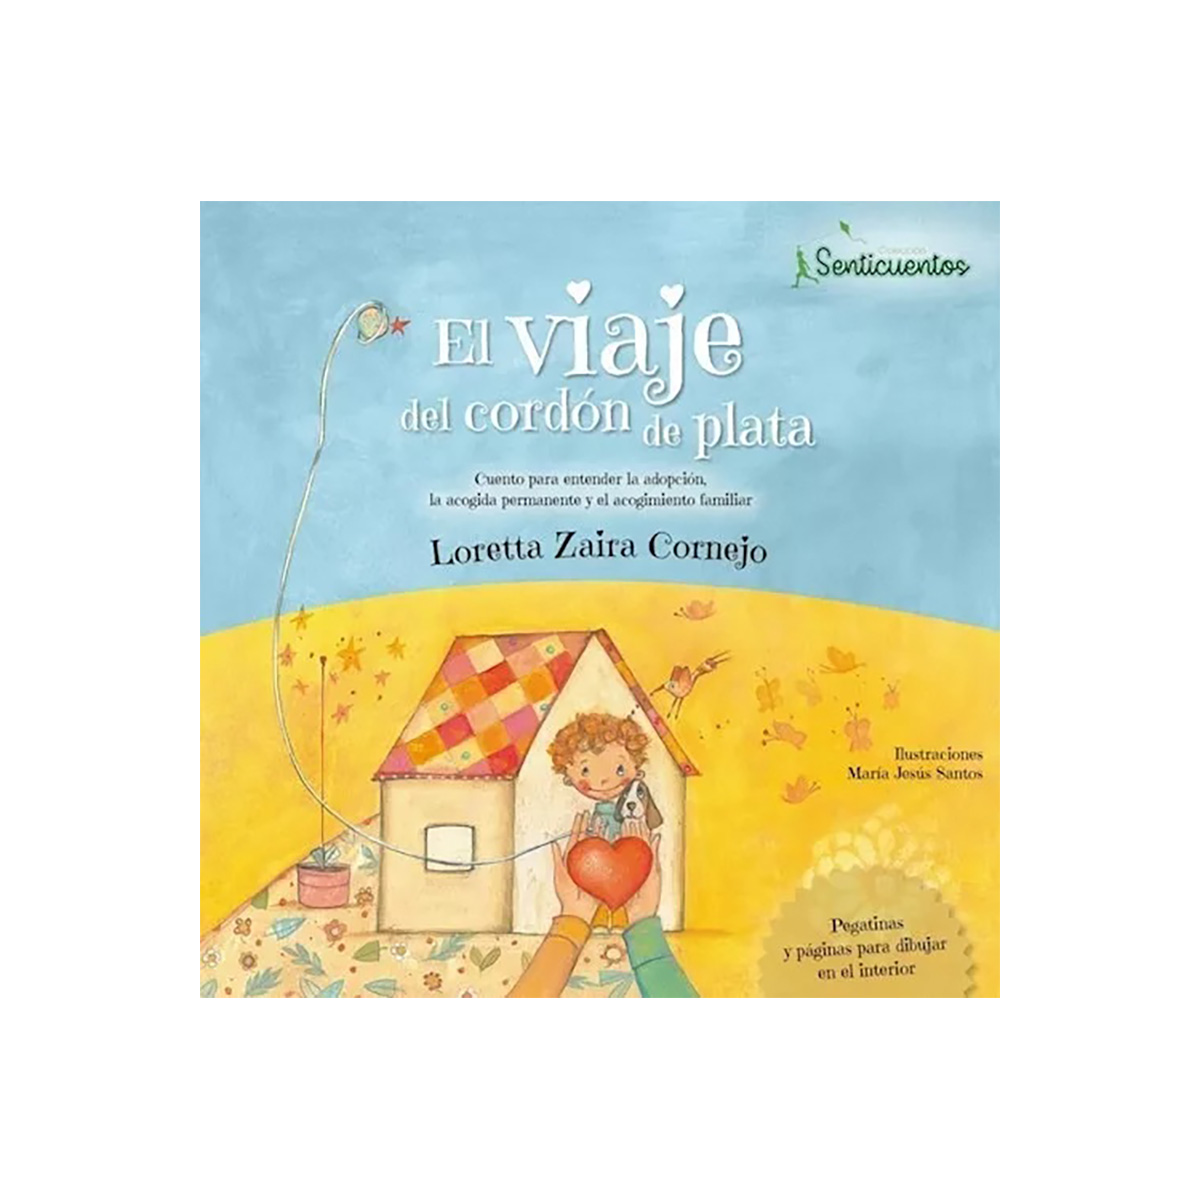 Colección
Senticuentos
El viaje
del cordón de plata
Cuento para entender la adopción,
la acogida permanente y el acogimiento familiar
Loretta Zaira Cornejo
Ilustraciones
María Jesús Santos
Pegatinas
y páginas para dibujar
en el interior